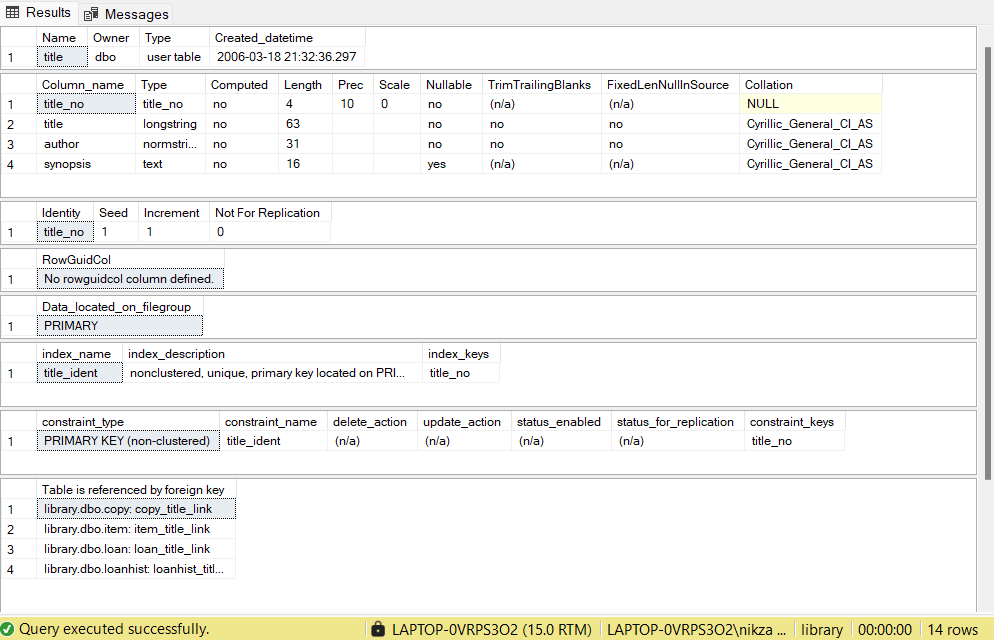 Results Messages
Name Owner Type Created_datetime
1 title dbo user table 2006-03-18 21:32:36.297
Column_name Type Computed Length Prec Scale Nullable TrimTrailingBlanks FixedLenNullInSource Collation
1 title_no title_no no 4 10 0 no (n/a) (n/a) NULL
2 title longstring no 63 no no no Cyrillic_General_CI_AS
3 author normstri... no 31 no no no Cyrillic_General_CI_AS
4 synopsis text no 16 yes (n/a) (n/a) Cyrillic_General_CI_AS
Identity Seed Increment Not For Replication
1 title_no 1 1 0
RowGuidCol
1 No rowguidcol column defined.
Data_located_on_filegroup
1 PRIMARY
index_name index_description index_keys
1 title_ident nonclustered, unique, primary key located on PRI... title_no
constraint_type constraint_name delete_action update_action status_enabled status_for_replication constraint_keys
1 PRIMARY KEY (non-clustered) title_ident (n/a) (n/a) (n/a) (n/a) title_no
Table is referenced by foreign key
1 library.dbo.copy: copy_title_link
2 library.dbo.item: item_title_link
3 library.dbo.loan: loan_title_link
4 library.dbo.loanhist: loanhist_titl...
Query executed successfully. LAPTOP-0VRPS3O2 (15.0 RTM) LAPTOP-0VRPS3O2\nikza ... library 00:00:00 14 rows